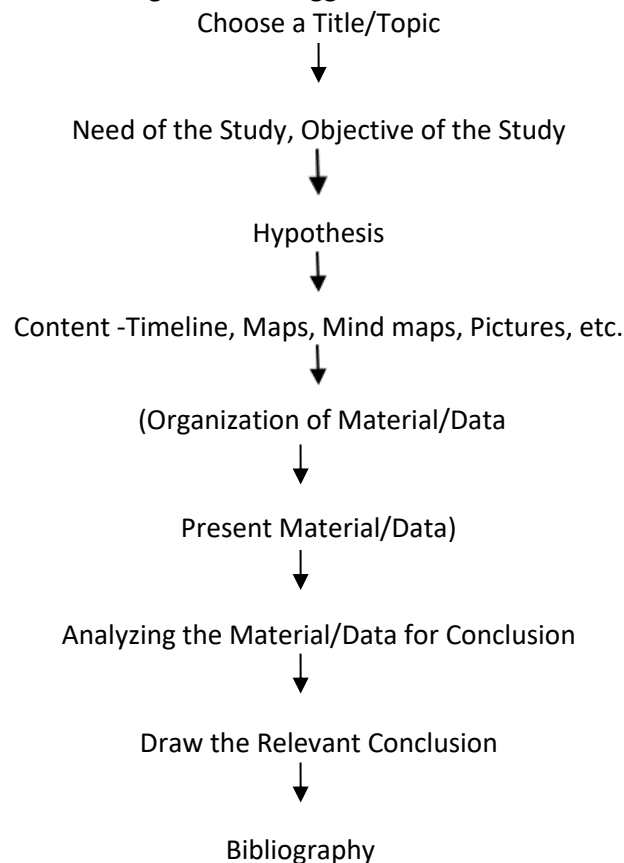 Choose a Title/Topic
Need of the Study, Objective of the Study
Hypothesis
Content -Timeline, Maps, Mind maps, Pictures, etc.
(Organization of Material/Data
Present Material/Data)
Analyzing the Material/Data for Conclusion
Draw the Relevant Conclusion
Bibliography